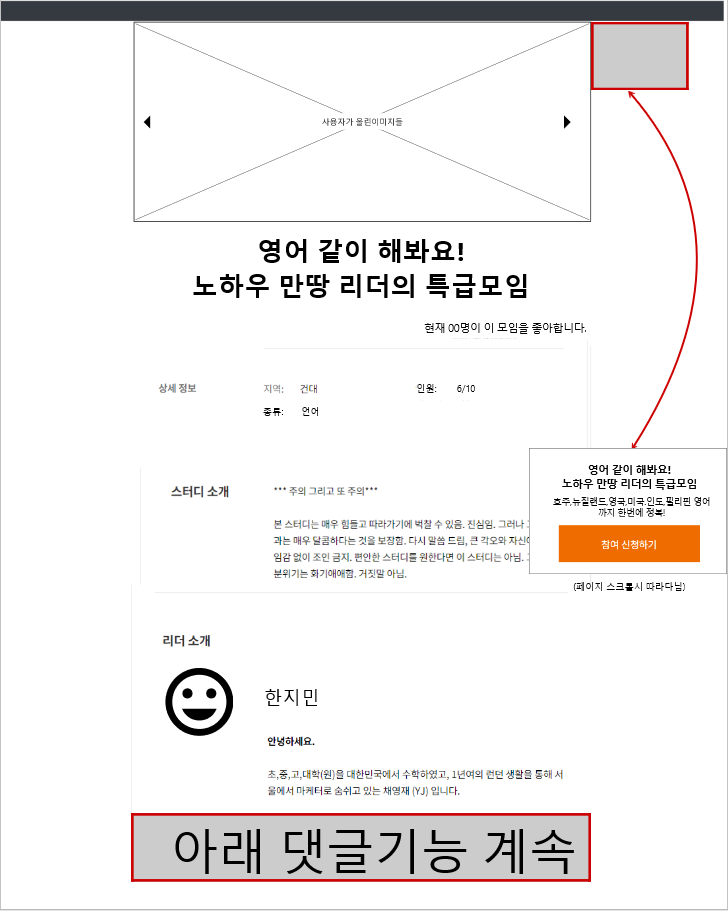 사용자가 올린이미지들
영어 같이 해봐요!
노하우 만땅 리더의 특급모임
현재 00명이 이 모임을 좋아합니다.
상세 정보 지역: 건대 인원: 6/10
종류: 언어
영어 같이 해봐요!
노하우 만땅 리더의 특급모임
호주,뉴질랜드,영국,미국,인도,필리핀 영어
까지 한번에 정복!
참여 신청하기
(페이지 스크롤시 따라다님)
스터디 소개 *** 주의 그리고 또 주의***
본 스터디는 매우 힘들고 따라가기에 벅찰 수 있음. 진심임. 그러나
과는 매우 달콤하다는 것을 보장함. 다시 말씀 드림, 큰 각오와 자신
임감 없이 조인 금지. 편안한 스터디를 원한다면 이 스터디는 아님.
분위기는 화기애애함. 거짓말 아님.
리더 소개
한지민
안녕하세요.
초,중,고,대학(원)을 대한민국에서 수학하였고, 1년여의 런던 생활을 통해 서
울에서 마케터로 숨쉬고 있는 채영재 (YJ) 입니다.
아래 댓글기능 계속